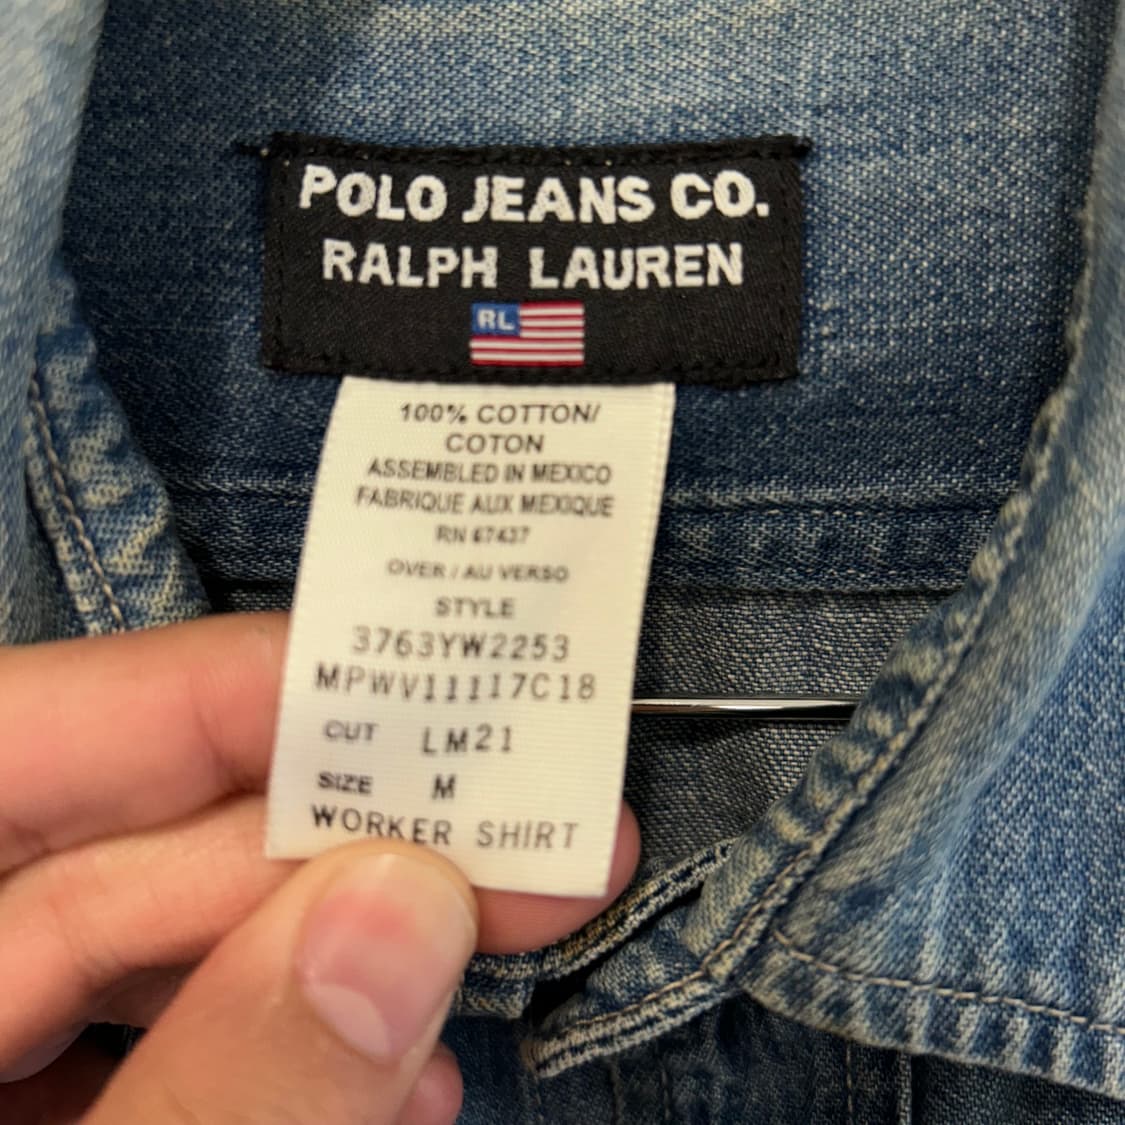 POLO JEANS CO.
RALPH LAUREN
RL
100% COTTON/
COTON
ASSEMBLED IN MEXICO
FABRIQUE AUX MEXIQUE
RN 67437
OVER / AU VERSO
STYLE
3763YW2253
MPWV11117C18
CUT LM21
SIZE M
WORKER SHIRT